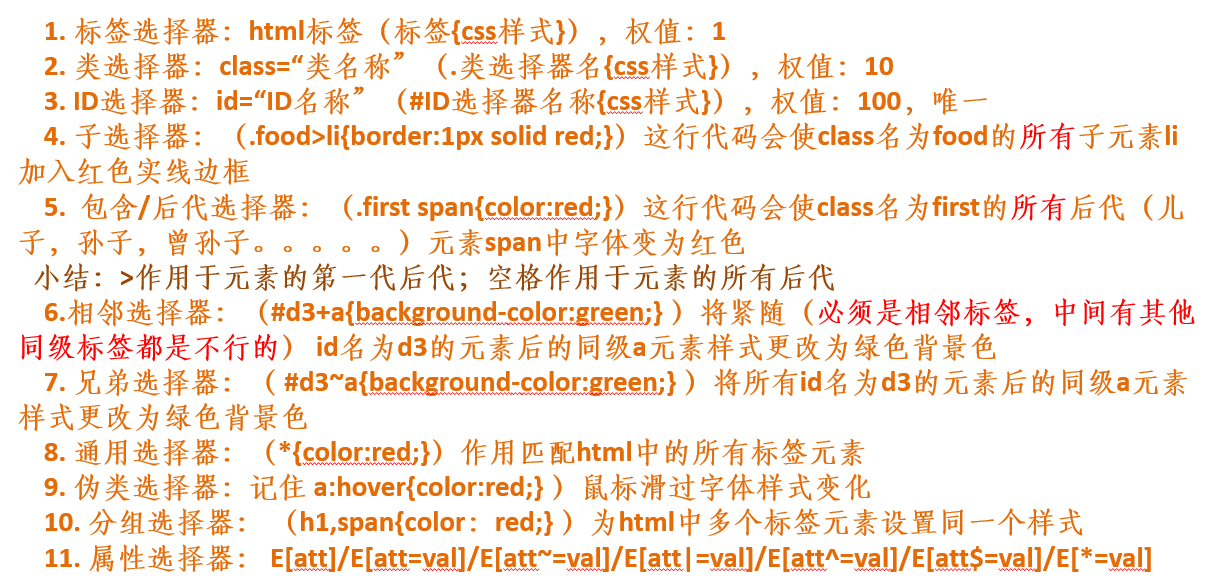 1. 标签选择器：html标签（标签{css样式}），权值：1
2. 类选择器：class=“类名称”（.类选择器名{css样式}），权值：10
3. ID选择器：id=“ID名称”（#ID选择器名称{css样式}），权值：100，唯一
4. 子选择器：（.food>li{border:1px solid red;}）这行代码会使class名为food的所有子元素li
加入红色实线边框
5. 包含/后代选择器：（.first span{color:red;}）这行代码会使class名为first的所有后代（儿
子，孙子，曾孙子。。。。。。）元素span中字体变为红色
小结：>作用于元素的第一代后代；空格作用于元素的所有后代
6.相邻选择器：（#d3+a{background-color:green;}）将紧随（必须是相邻标签，中间有其他
同级标签都是不行的）id名为d3的元素后的同级a元素样式更改为绿色背景色
7. 兄弟选择器：（#d3~a{background-color:green;}）将所有id名为d3的元素后的同级a元素
样式更改为绿色背景色
8. 通用选择器：（*{color:red;}）作用匹配html中的所有标签元素
9. 伪类选择器：记住 a:hover{color:red;}）鼠标滑过字体样式变化
10. 分组选择器：（h1,span{color：red;}）为html中多个标签元素设置同一个样式
11. 属性选择器：E[att]/E[att=val]/E[att~=val]/E[att|=val]/E[att^=val]/E[att$=val]/E[*=val]